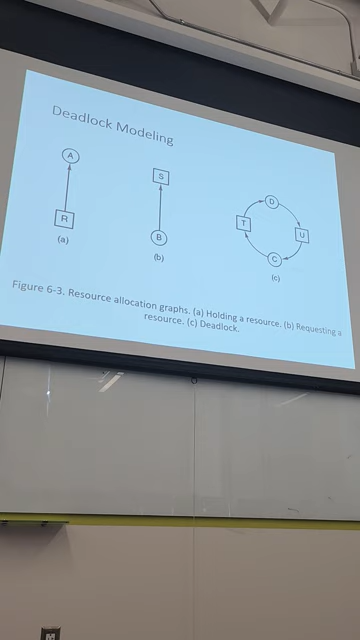 Deadlock Modeling
A
S
D
T
U
R
B
C
(a)
(b)
(c)
Figure 6-3. Resource allocation graphs. (a) Holding a resource. (b) Requesting a
resource. (c) Deadlock.